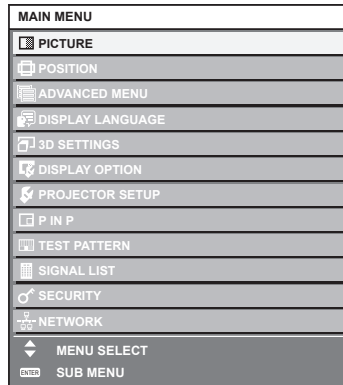 MAIN MENU
PICTURE
POSITION
ADVANCED MENU
DISPLAY LANGUAGE
3D SETTINGS
DISPLAY OPTION
PROJECTOR SETUP
P IN P
TEST PATTERN
SIGNAL LIST
SECURITY
NETWORK
MENU SELECT
ENTER SUB MENU